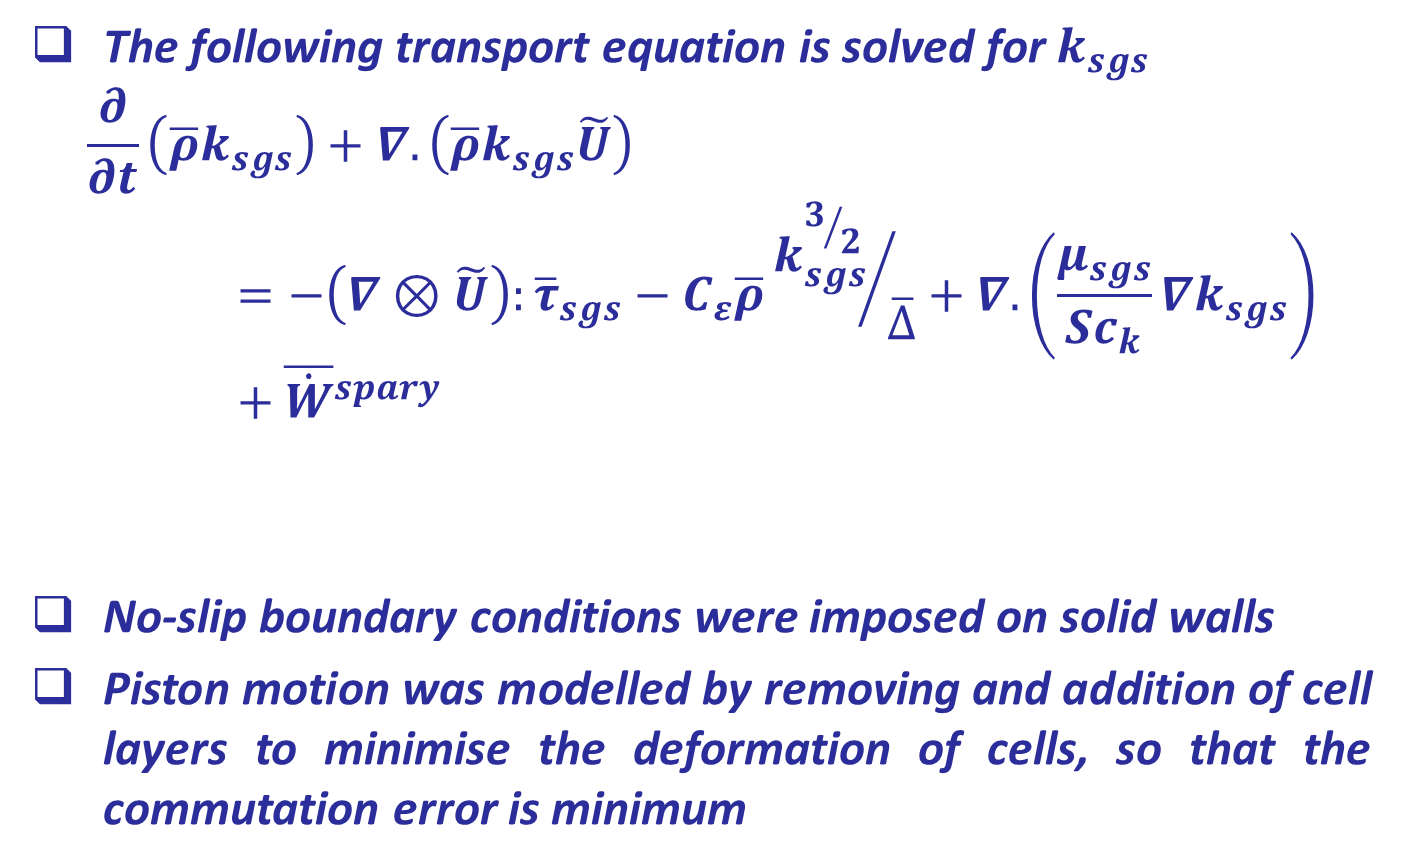 ❑ The following transport equation is solved for k_sgs
∂/∂t (ρ̅k_sgs) + ∇.(ρ̅k_sgs Ũ)
= −(∇ ⊗ Ũ): τ̅_sgs − C_ε ρ̅ k_sgs^(3/2) / Δ̅ + ∇.(μ_sgs/Sc_k ∇k_sgs)
+ \overline{Ẇ}^spary
❑ No-slip boundary conditions were imposed on solid walls
❑ Piston motion was modelled by removing and addition of cell
layers to minimise the deformation of cells, so that the
commutation error is minimum